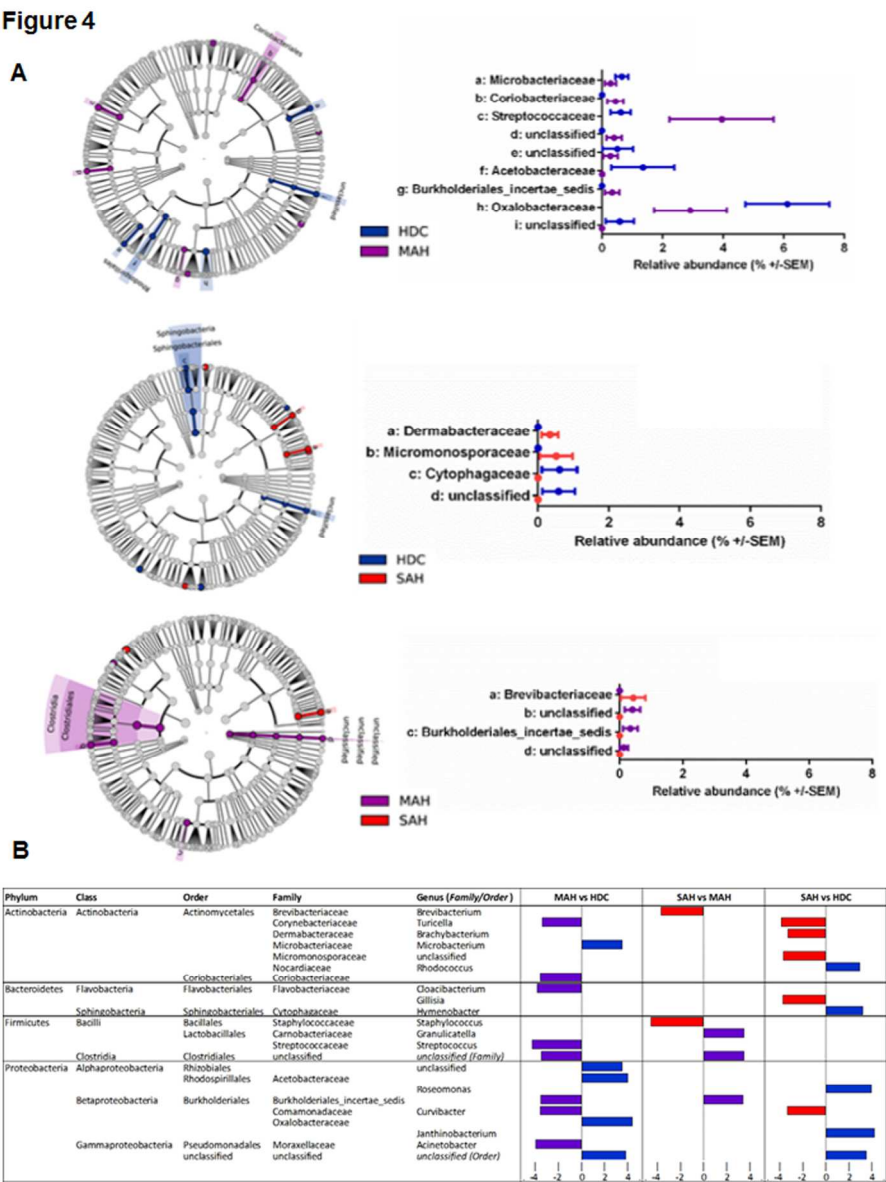 Figure 4
A
Coriobacteriales
unclassified
Rhodospirillales
HDC
MAH
a: Microbacteriaceae
b: Coriobacteriaceae
c: Streptococcaceae
d: unclassified
e: unclassified
f: Acetobacteraceae
g: Burkholderiales_incertae_sedis
h: Oxalobacteraceae
i: unclassified
0 2 4 6 8
Relative abundance (% +/-SEM)
Sphingobacteria
Sphingobacteriales
unclassified
HDC
SAH
a: Dermabacteraceae
b: Micromonosporaceae
c: Cytophagaceae
d: unclassified
0 2 4 6 8
Relative abundance (% +/-SEM)
Clostridia
Clostridiales
unclassified
unclassified
unclassified
MAH
SAH
a: Brevibacteriaceae
b: unclassified
c: Burkholderiales_incertae_sedis
d: unclassified
0 2 4 6 8
Relative abundance (% +/-SEM)
B
Phylum Class Order Family Genus (Family/Order) MAH vs HDC SAH vs MAH SAH vs HDC
Actinobacteria Actinobacteria Actinomycetales Brevibacteriaceae Brevibacterium
Corynebacteriaceae Turicella
Dermabacteraceae Brachybacterium
Microbacteriaceae Microbacterium
Micromonosporaceae unclassified
Nocardiaceae Rhodococcus
Coriobacteriales Coriobacteriaceae
Bacteroidetes Flavobacteria Flavobacteriales Flavobacteriaceae Cloacibacterium
Gillisia
Sphingobacteria Sphingobacteriales Cytophagaceae Hymenobacter
Firmicutes Bacilli Bacillales Staphylococcaceae Staphylococcus
Lactobacillales Carnobacteriaceae Granulicatella
Streptococcaceae Streptococcus
Clostridia Clostridiales unclassified unclassified (Family)
Proteobacteria Alphaproteobacteria Rhizobiales unclassified
Rhodospirillales Acetobacteraceae
Roseomonas
Betaproteobacteria Burkholderiales Burkholderiales_incertae_sedis
Comamonadaceae Curvibacter
Oxalobacteraceae
Janthinobacterium
Gammaproteobacteria Pseudomonadales Moraxellaceae Acinetobacter
unclassified unclassified unclassified (Order)
-4 -2 0 2 4 -4 -2 0 2 4 -4 -2 0 2 4